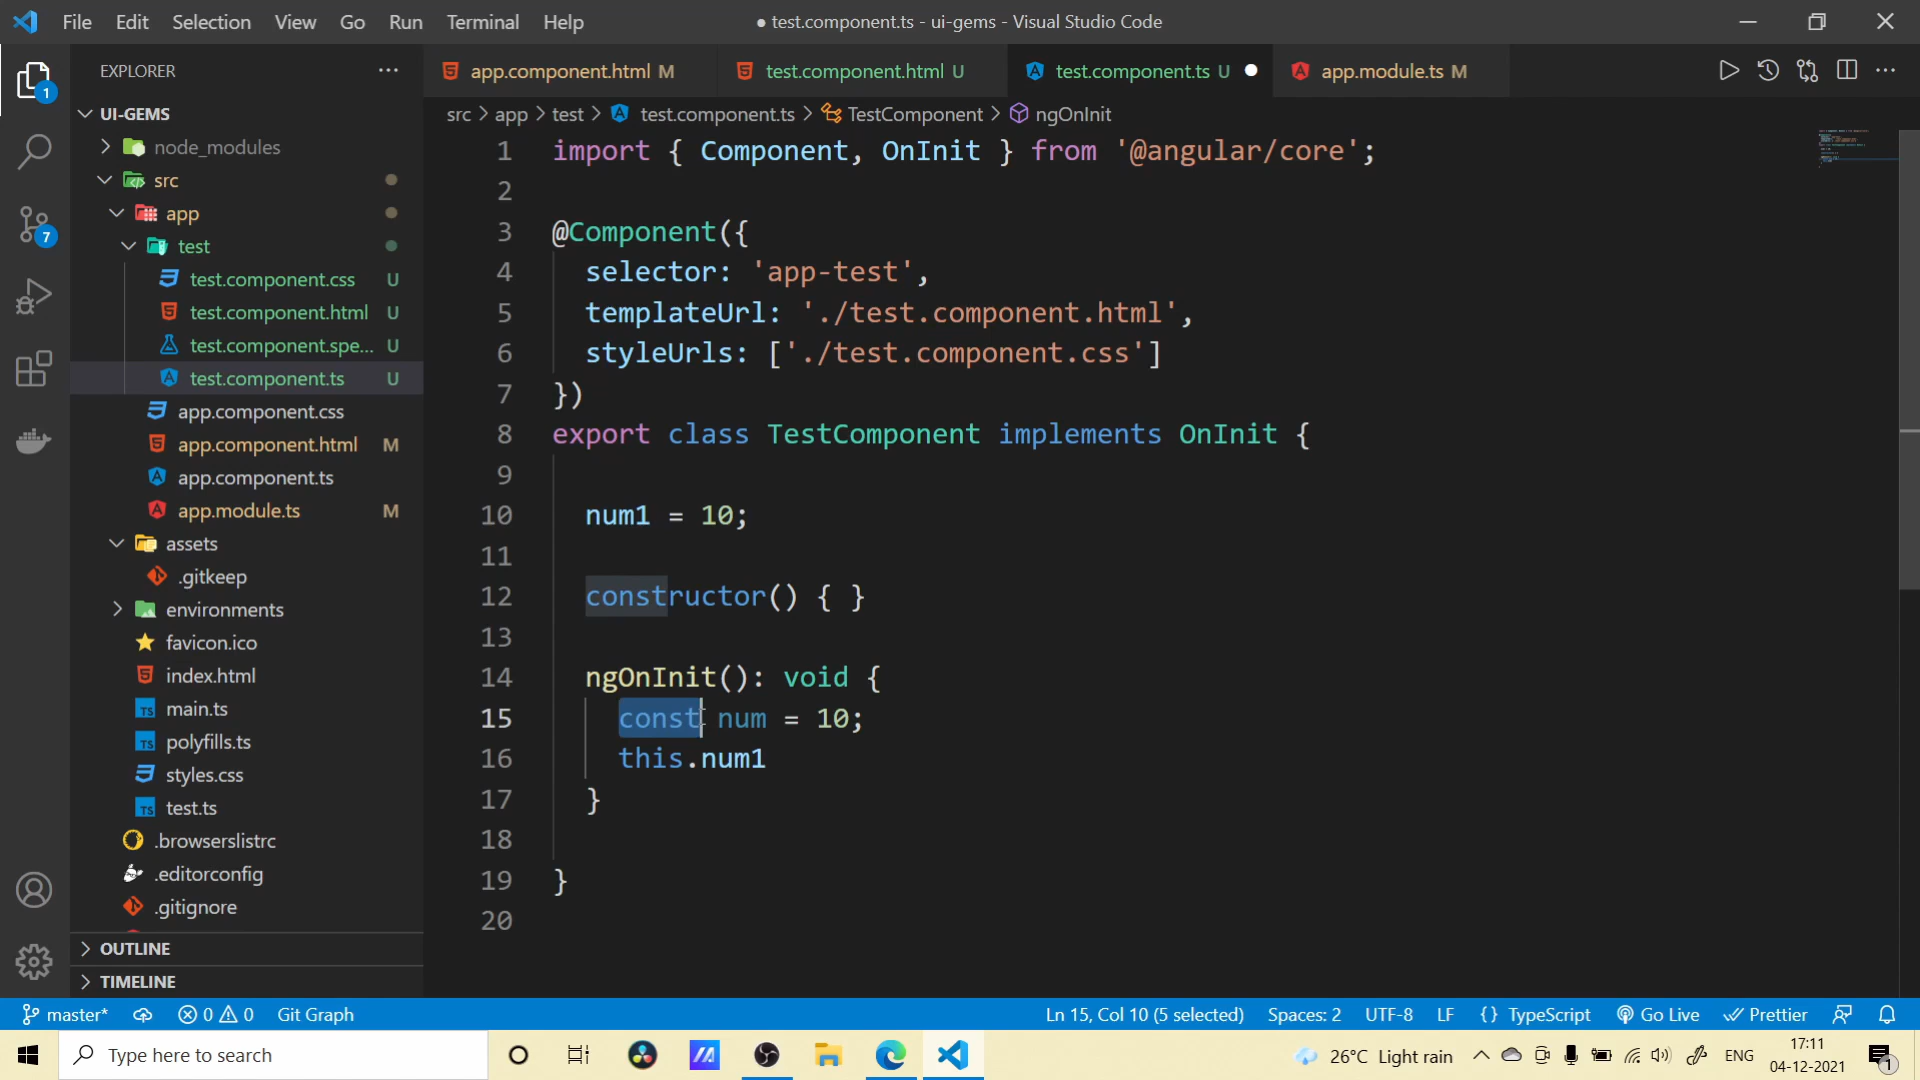 File Edit Selection View Go Run Terminal Help
● test.component.ts - ui-gems - Visual Studio Code
EXPLORER
UI-GEMS
node_modules
src
app
test
test.component.css U
test.component.html U
test.component.spe... U
test.component.ts U
app.component.css
app.component.html M
app.component.ts
app.module.ts M
assets
.gitkeep
environments
favicon.ico
index.html
main.ts
polyfills.ts
styles.css
test.ts
.browserslistrc
.editorconfig
.gitignore
OUTLINE
TIMELINE
1
7
app.component.html M
test.component.html U
test.component.ts U
app.module.ts M
src > app > test > test.component.ts > TestComponent > ngOnInit
1 import { Component, OnInit } from '@angular/core';
2
3 @Component({
4 selector: 'app-test',
5 templateUrl: './test.component.html',
6 styleUrls: ['./test.component.css']
7 })
8 export class TestComponent implements OnInit {
9
10 num1 = 10;
11
12 constructor() { }
13
14 ngOnInit(): void {
15 const num = 10;
16 this.num1
17 }
18
19 }
20
master* 0 0 Git Graph
Ln 15, Col 10 (5 selected) Spaces: 2 UTF-8 LF {} TypeScript Go Live Prettier
Type here to search
26°C Light rain
ENG
17:11
04-12-2021
1